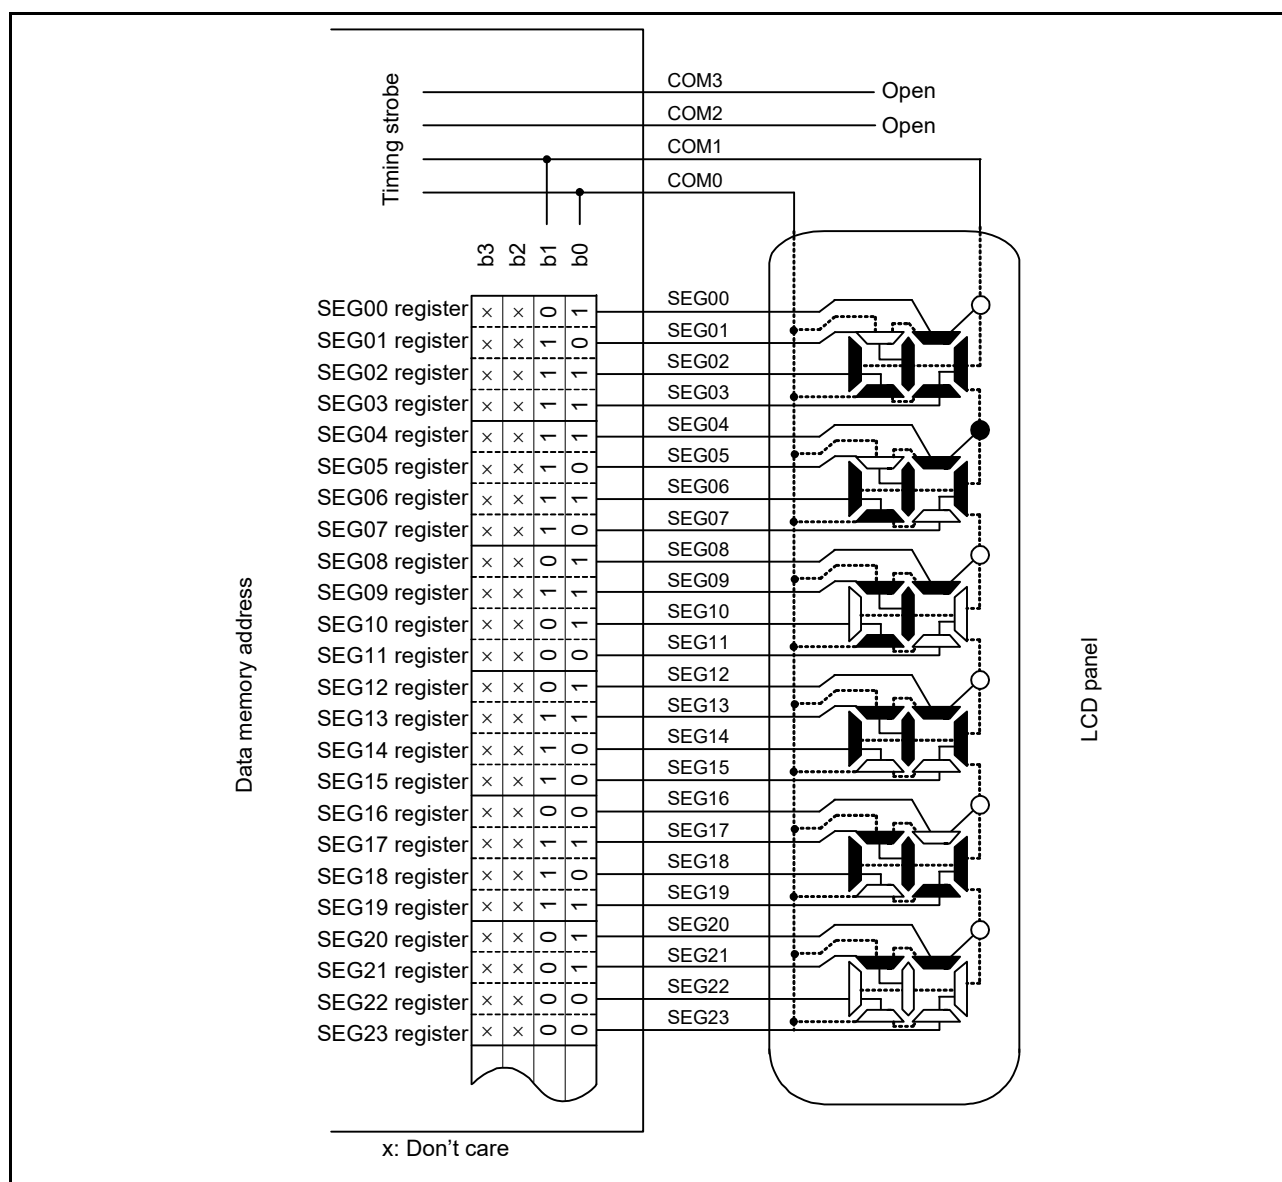 Timing strobe
COM3
Open
COM2
Open
COM1
COM0
b3
b2
b1
b0
SEG00 register × × 0 1 SEG00
SEG01 register × × 1 0 SEG01
SEG02 register × × 1 1 SEG02
SEG03 register × × 1 1 SEG03
SEG04 register × × 1 1 SEG04
SEG05 register × × 1 0 SEG05
SEG06 register × × 1 1 SEG06
SEG07 register × × 1 0 SEG07
SEG08 register × × 0 1 SEG08
SEG09 register × × 1 1 SEG09
SEG10 register × × 0 1 SEG10
SEG11 register × × 0 0 SEG11
SEG12 register × × 0 1 SEG12
SEG13 register × × 1 1 SEG13
SEG14 register × × 1 0 SEG14
SEG15 register × × 1 0 SEG15
SEG16 register × × 0 0 SEG16
SEG17 register × × 1 1 SEG17
SEG18 register × × 1 0 SEG18
SEG19 register × × 1 1 SEG19
SEG20 register × × 0 1 SEG20
SEG21 register × × 0 1 SEG21
SEG22 register × × 0 0 SEG22
SEG23 register × × 0 0 SEG23
Data memory address
LCD panel
x: Don’t care